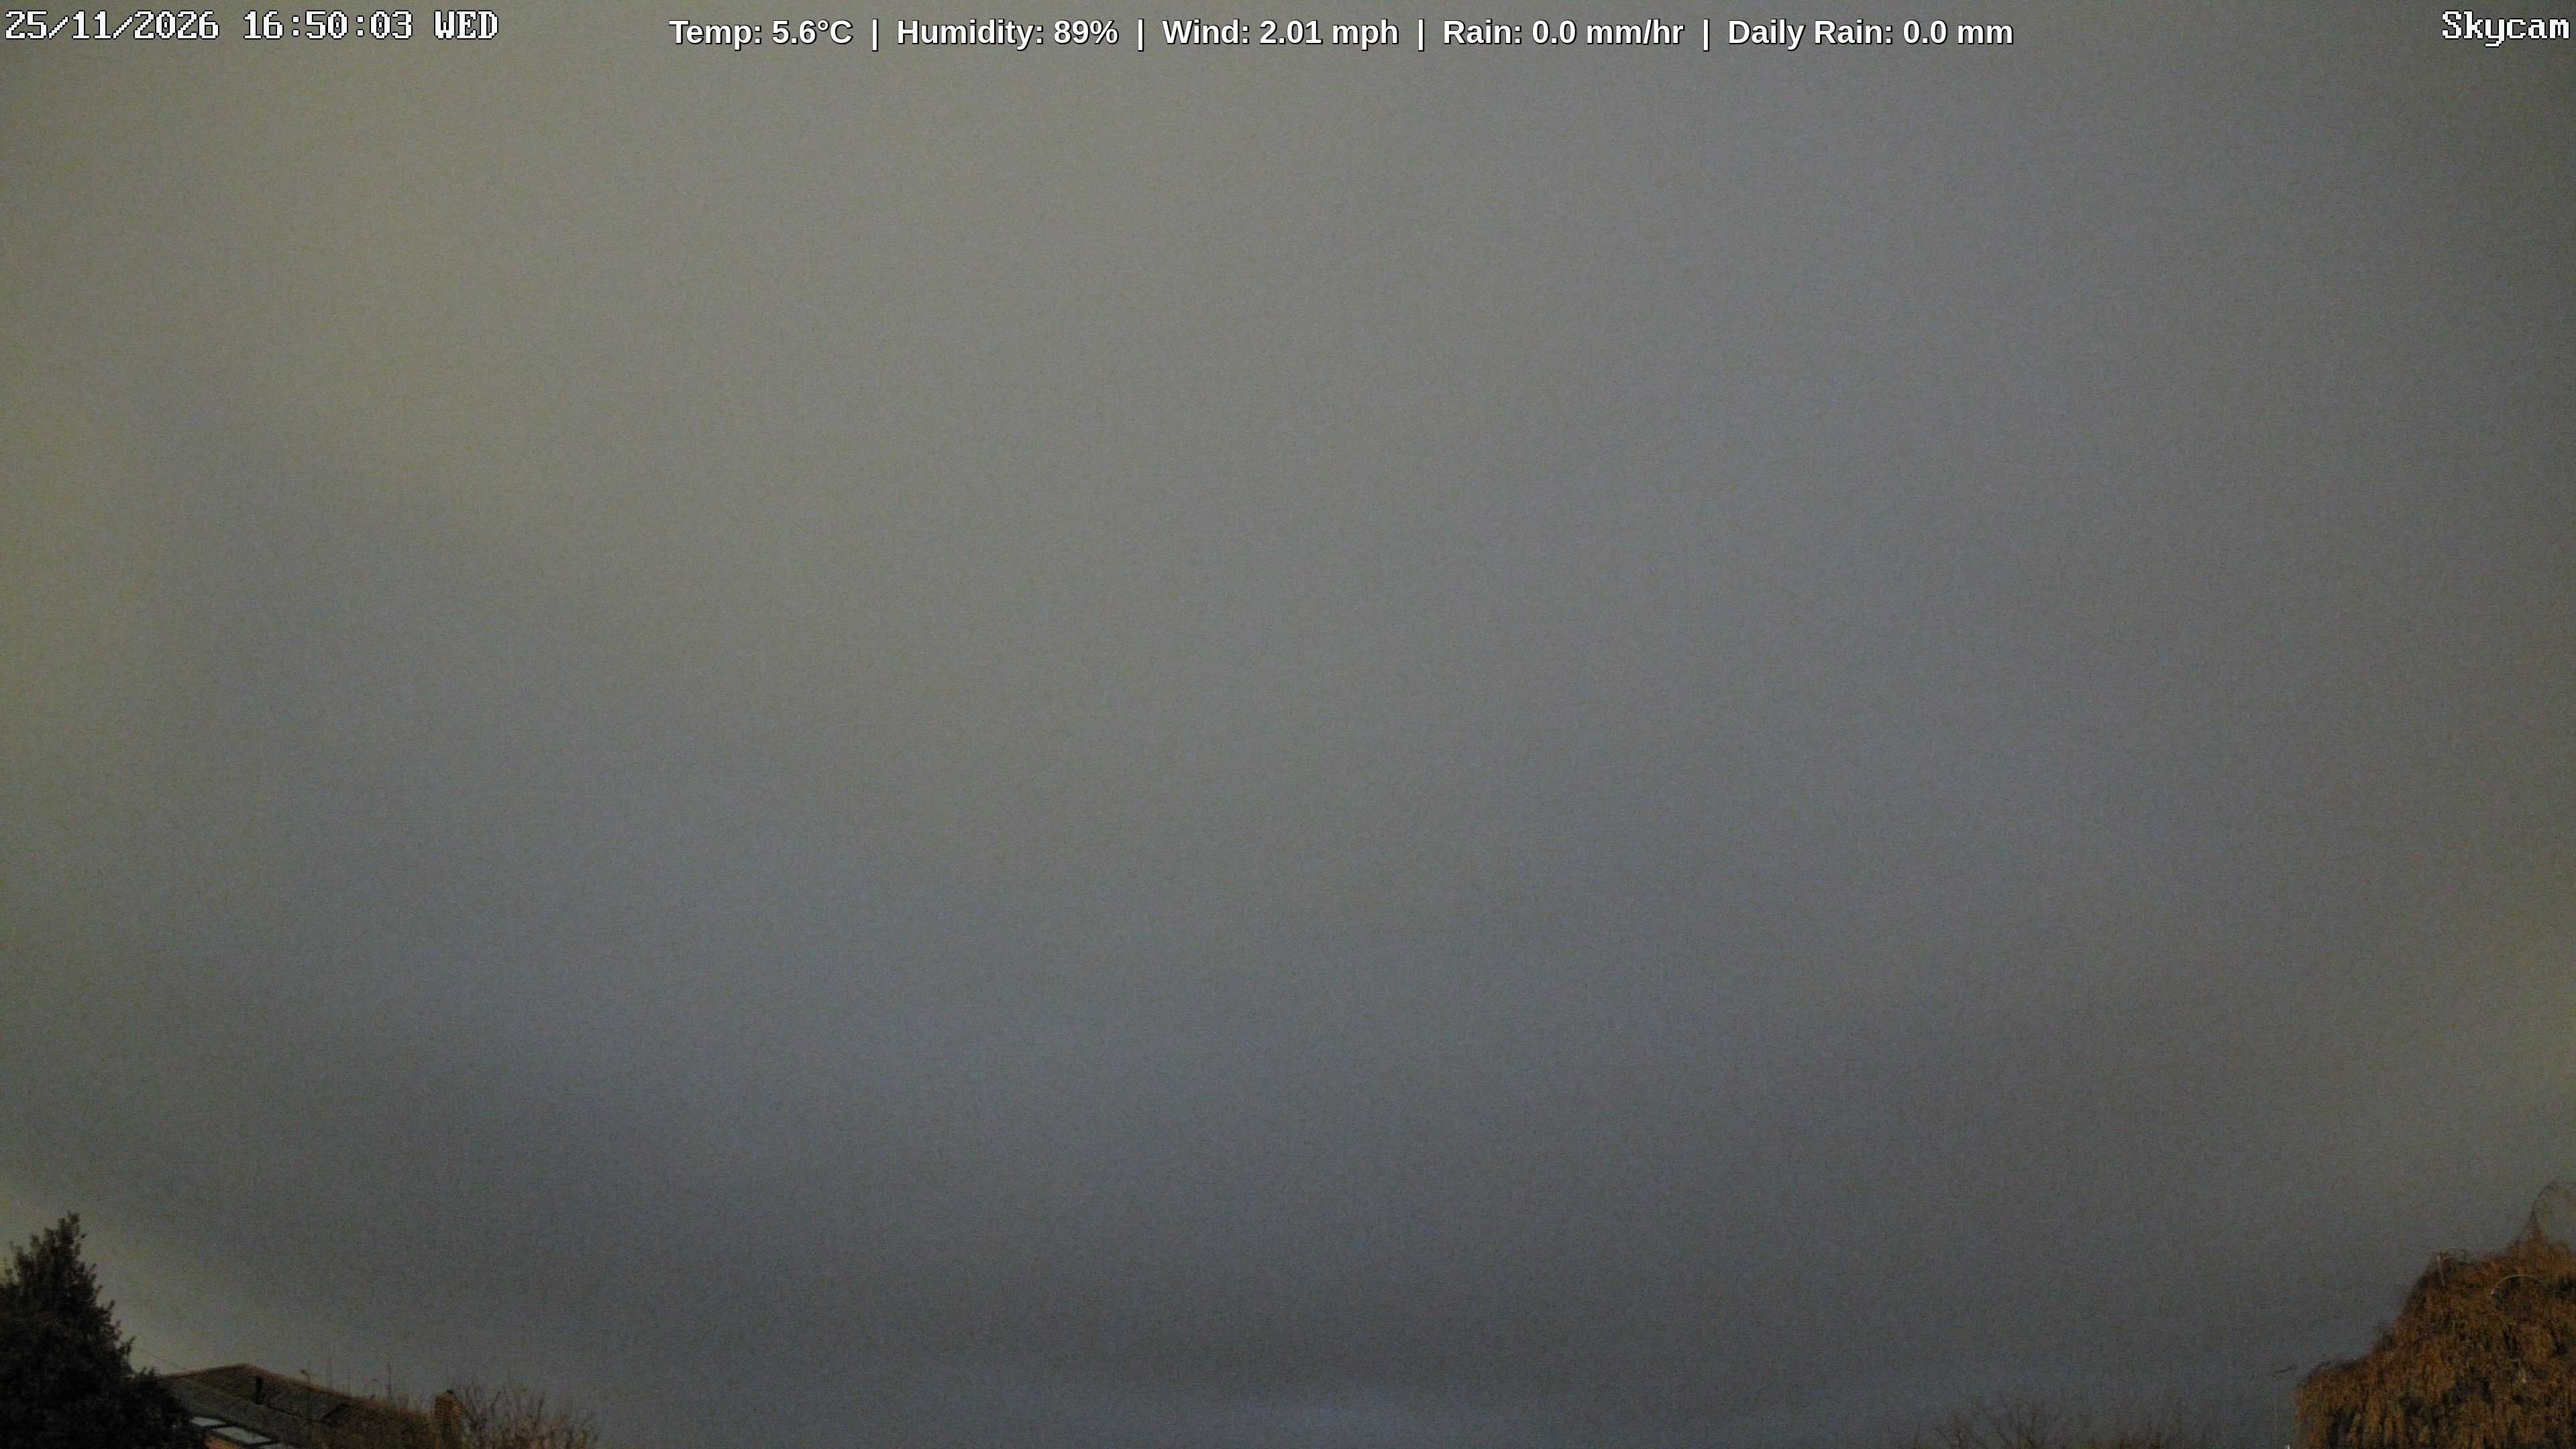 25/11/2026 16:50:03 WED
Temp: 5.6°C | Humidity: 89% | Wind: 2.01 mph | Rain: 0.0 mm/hr | Daily Rain: 0.0 mm
Skycam